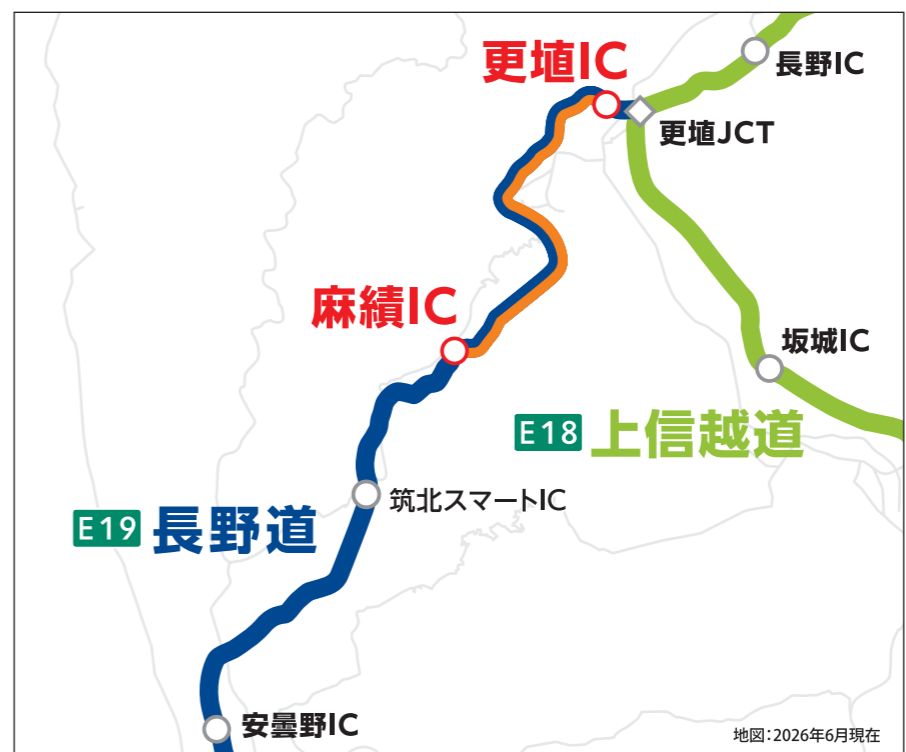 更埴IC
長野IC
更埴JCT
麻績IC
坂城IC
E18 上信越道
筑北スマートIC
E19 長野道
安曇野IC
地図:2026年6月現在